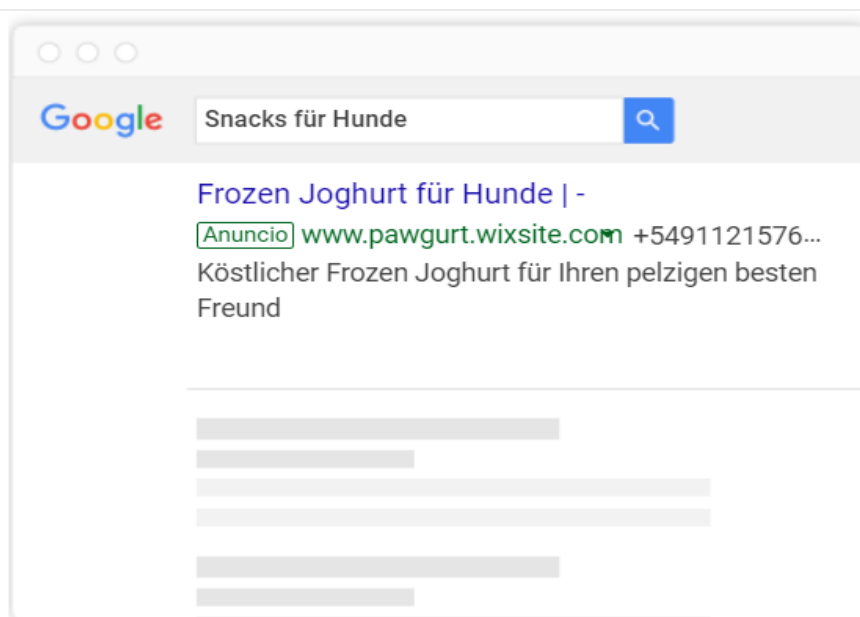 Google Snacks für Hunde
Frozen Joghurt für Hunde | -
Anuncio www.pawgurt.wixsite.com +5491121576...
Köstlicher Frozen Joghurt für Ihren pelzigen besten
Freund